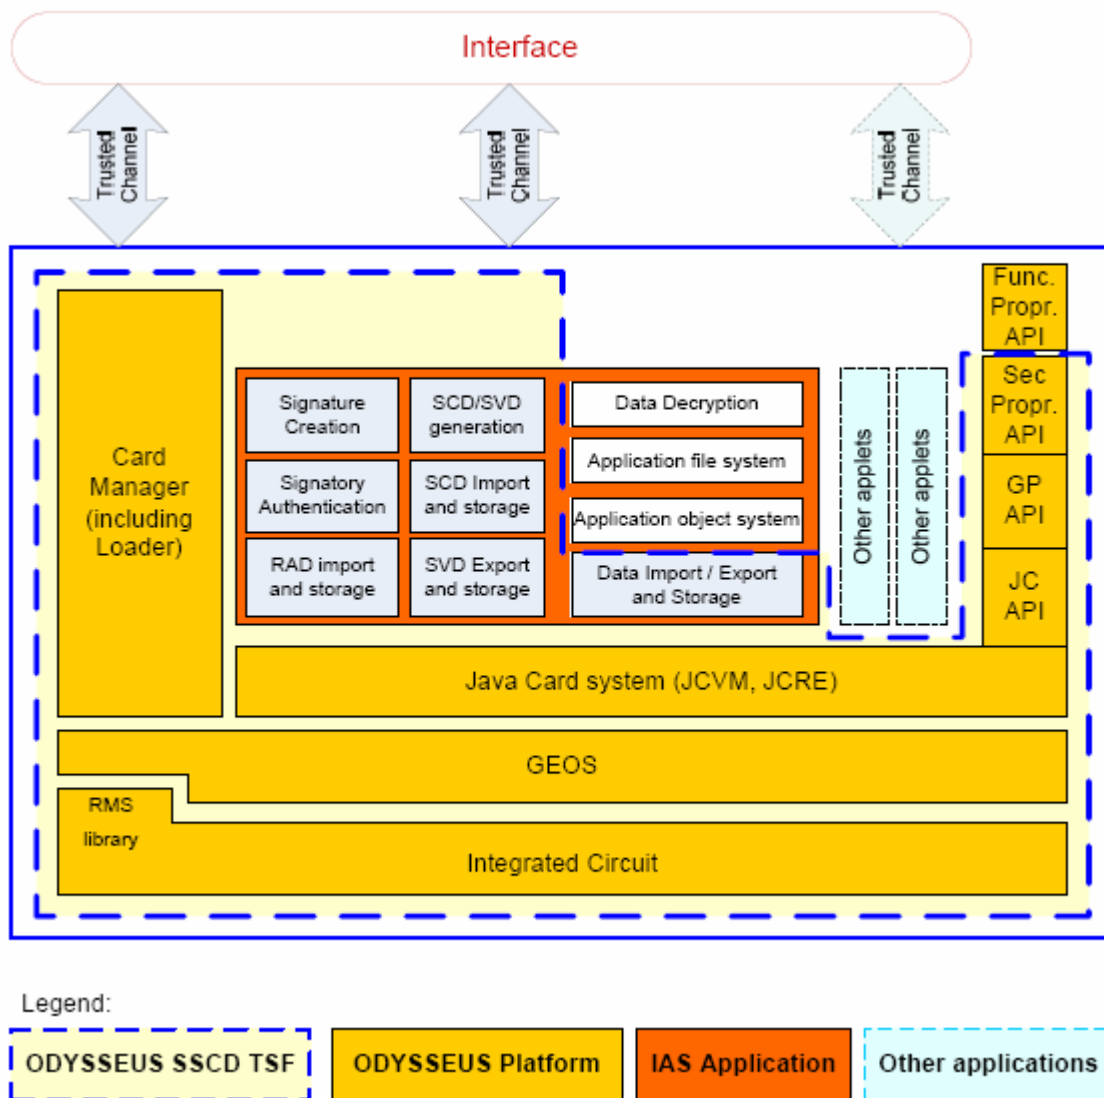 Interface
Trusted
Channel
Trusted
Channel
Trusted
Channel
Func.
Propr.
API
Sec
Propr.
API
GP
API
JC
API
Card
Manager
(including
Loader)
Signature
Creation
SCD/SVD
generation
Data Decryption
Signatory
Authentication
SCD Import
and storage
Application file system
Application object system
RAD import
and storage
SVD Export
and storage
Data Import / Export
and Storage
Other applets
Other applets
Java Card system (JCVM, JCRE)
GEOS
RMS
library
Integrated Circuit
Legend:
ODYSSEUS SSCD TSF
ODYSSEUS Platform
IAS Application
Other applications